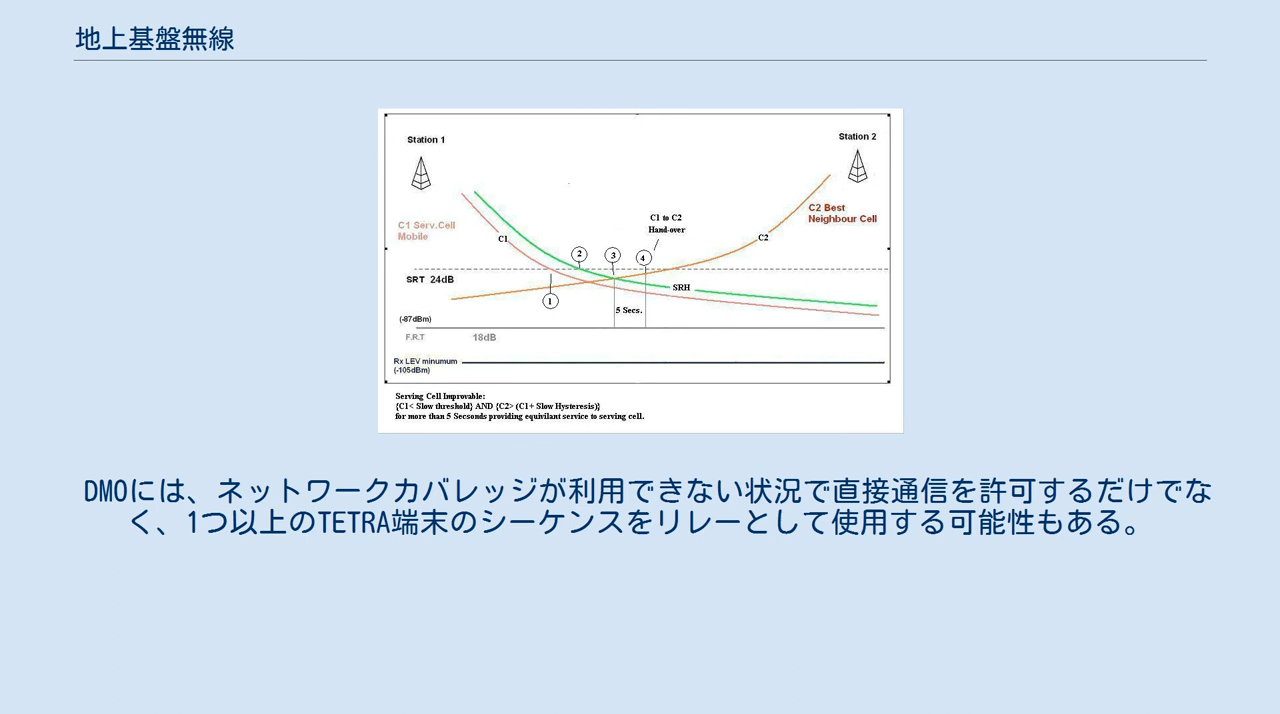 地上基盤無線
Station 1
Station 2
C1 Serv.Cell
Mobile
C1
C1 to C2
Hand-over
C2 Best
Neighbour Cell
C2
2
3
4
SRT 24dB
1
SRH
5 Secs.
(-87dBm)
F.R.T 18dB
Rx LEV minumum
(-105dBm)
Serving Cell Improvable:
{C1< Slow threshold} AND {C2> (C1+ Slow Hysteresis)}
for more than 5 Secsonds providing equivilant service to serving cell.
DMOには、ネットワークカバレッジが利用できない状況で直接通信を許可するだけでな
く、1つ以上のTETRA端末のシーケンスをリレーとして使用する可能性もある。